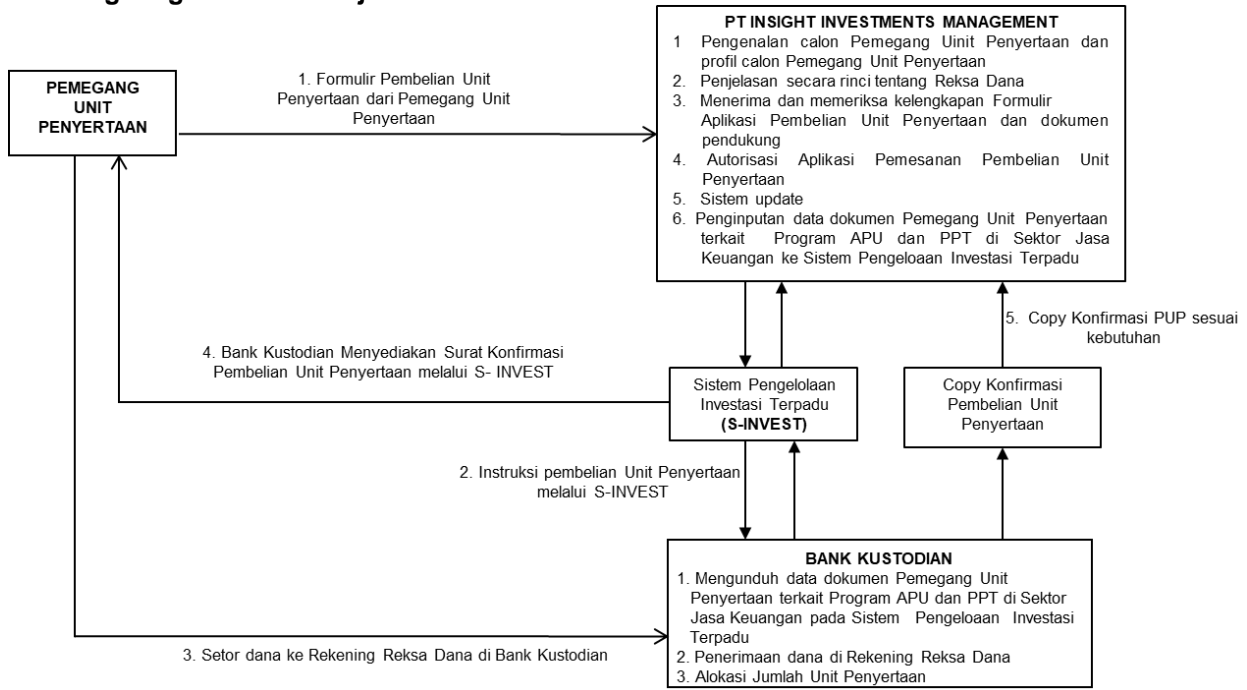 PT INSIGHT INVESTMENTS MANAGEMENT
1 Pengenalan calon Pemegang Uinit Penyertaan dan
profil calon Pemegang Unit Penyertaan
2. Penjelasan secara rinci tentang Reksa Dana
3. Menerima dan memeriksa kelengkapan Formulir
Aplikasi Pembelian Unit Penyertaan dan dokumen
pendukung
4. Autorisasi Aplikasi Pemesanan Pembelian Unit
Penyertaan
5. Sistem update
6. Penginputan data dokumen Pemegang Unit Penyertaan
terkait Program APU dan PPT di Sektor Jasa
Keuangan ke Sistem Pengeloaan Investasi Terpadu
PEMEGANG
UNIT
PENYERTAAN
1. Formulir Pembelian Unit
Penyertaan dari Pemegang Unit
Penyertaan
5. Copy Konfirmasi PUP sesuai
kebutuhan
4. Bank Kustodian Menyediakan Surat Konfirmasi
Pembelian Unit Penyertaan melalui S- INVEST
Sistem Pengelolaan
Investasi Terpadu
(S-INVEST)
Copy Konfirmasi
Pembelian Unit
Penyertaan
2. Instruksi pembelian Unit Penyertaan
melalui S-INVEST
BANK KUSTODIAN
1. Mengunduh data dokumen Pemegang Unit
Penyertaan terkait Program APU dan PPT di Sektor
Jasa Keuangan pada Sistem Pengeloaan Investasi
Terpadu
2. Penerimaan dana di Rekening Reksa Dana
3. Alokasi Jumlah Unit Penyertaan
3. Setor dana ke Rekening Reksa Dana di Bank Kustodian